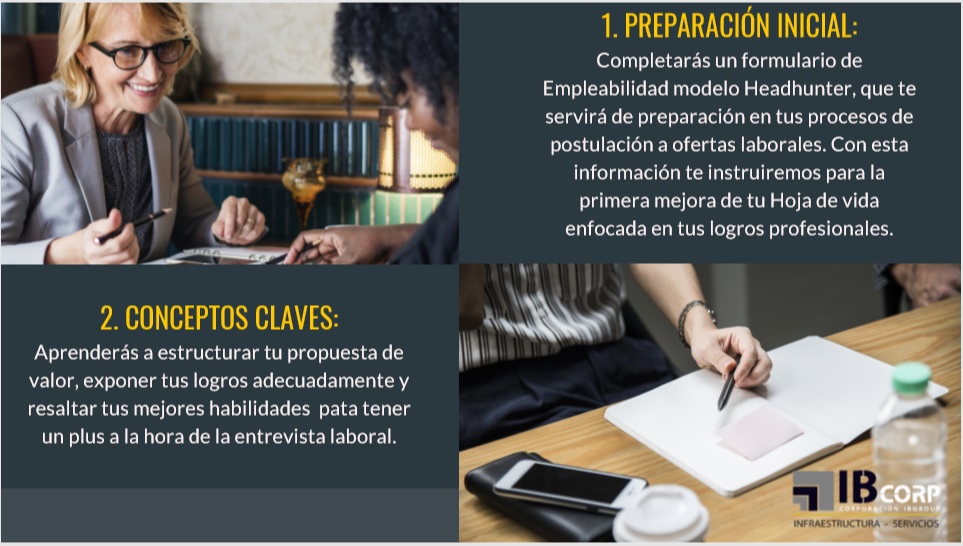 1. PREPARACIÓN INICIAL:
Completarás un formulario de
Empleabilidad modelo Headhunter, que te
servirá de preparación en tus procesos de
postulación a ofertas laborales. Con esta
información te instruiremos para la
primera mejora de tu Hoja de vida
enfocada en tus logros profesionales.
2. CONCEPTOS CLAVES:
Aprenderás a estructurar tu propuesta de
valor, exponer tus logros adecuadamente y
resaltar tus mejores habilidades  pata tener
un plus a la hora de la entrevista laboral.
IBCORP
CORPORACIÓN IBGROUP
INFRAESTRUCTURA - SERVICIOS